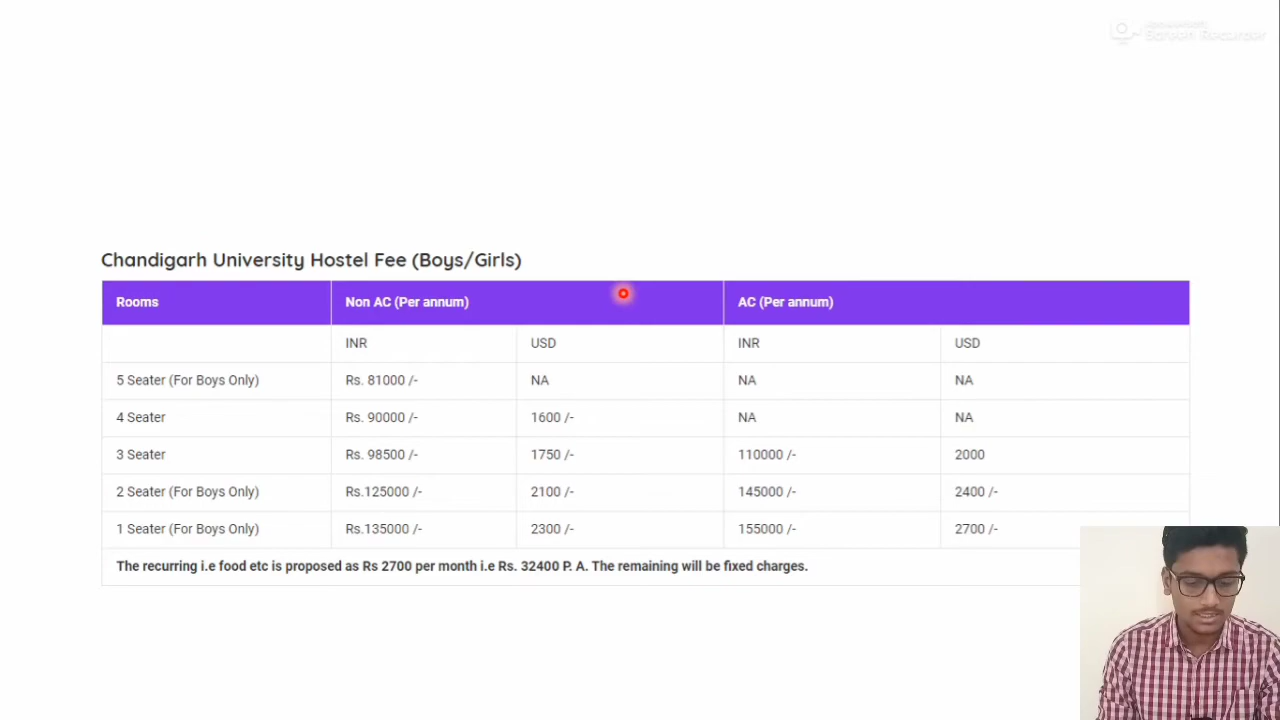 Screen Recorder
Chandigarh University Hostel Fee (Boys/Girls)
Rooms Non AC (Per annum) AC (Per annum)
INR USD INR USD
5 Seater (For Boys Only) Rs. 81000 /- NA NA NA
4 Seater Rs. 90000 /- 1600 /- NA NA
3 Seater Rs. 98500 /- 1750 /- 110000 /- 2000
2 Seater (For Boys Only) Rs.125000 /- 2100 /- 145000 /- 2400 /-
1 Seater (For Boys Only) Rs.135000 /- 2300 /- 155000 /- 2700 /-
The recurring i.e food etc is proposed as Rs 2700 per month i.e Rs. 32400 P. A. The remaining will be fixed charges.